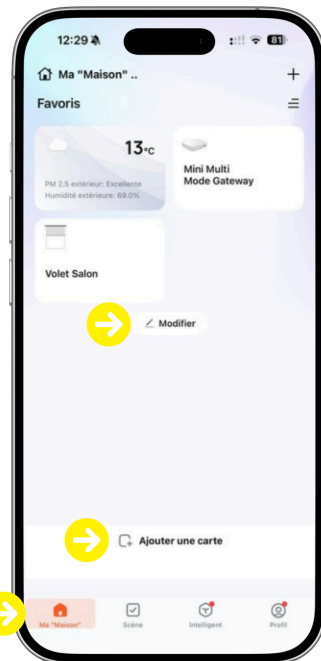 12:29
81
Ma "Maison" ..
Favoris
13°c
PM 2.5 extérieur: Excellente
Humidité extérieure: 69.0%
Mini Multi
Mode Gateway
Volet Salon
Modifier
Ajouter une carte
Ma "Maison"
Scène
Intelligent
Profil